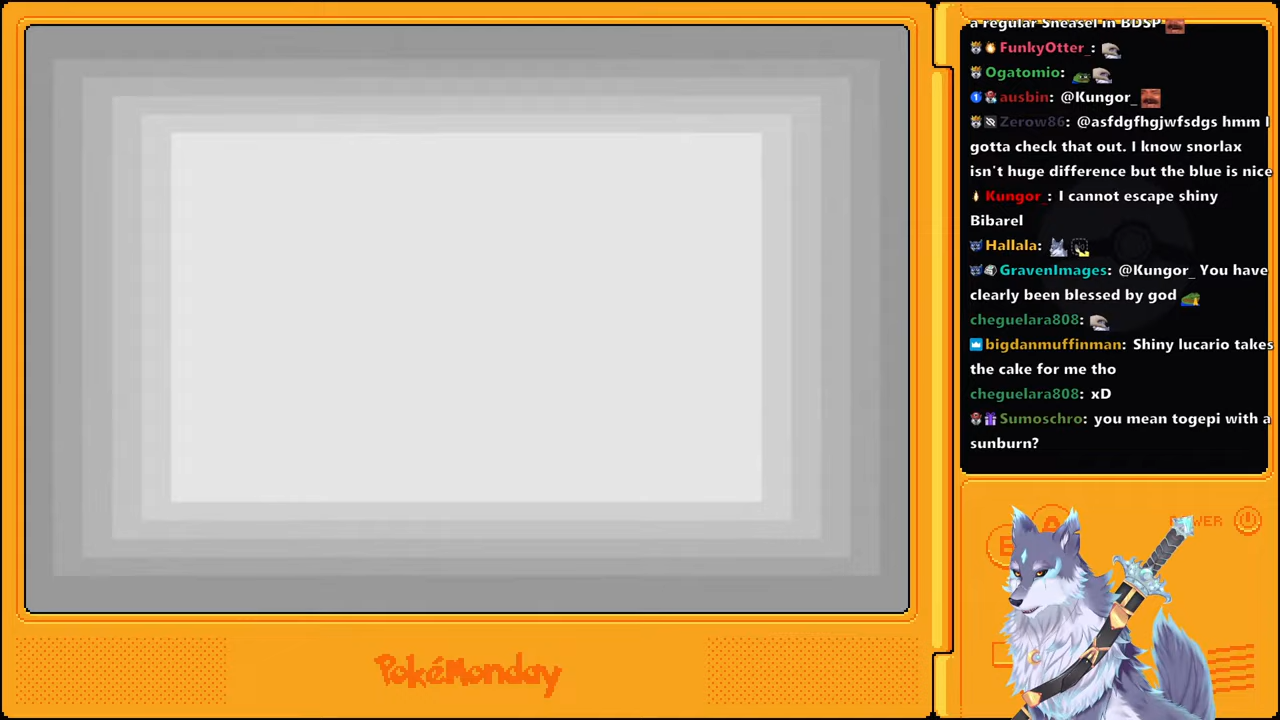 a regular Sneasel in BDSP
FunkyOtter_:
Ogatomio:
ausbin: @Kungor_
Zerow86: @asfdgfhgjwfsdgs hmm I
gotta check that out. I know snorlax
isn't huge difference but the blue is nice
Kungor_: I cannot escape shiny
Bibarel
Hallala:
GravenImages: @Kungor_ You have
clearly been blessed by god
cheguelara808:
bigdanmuffinman: Shiny lucario takes
the cake for me tho
cheguelara808: xD
Sumoschro: you mean togepi with a
sunburn?
A
B
PokéMonday